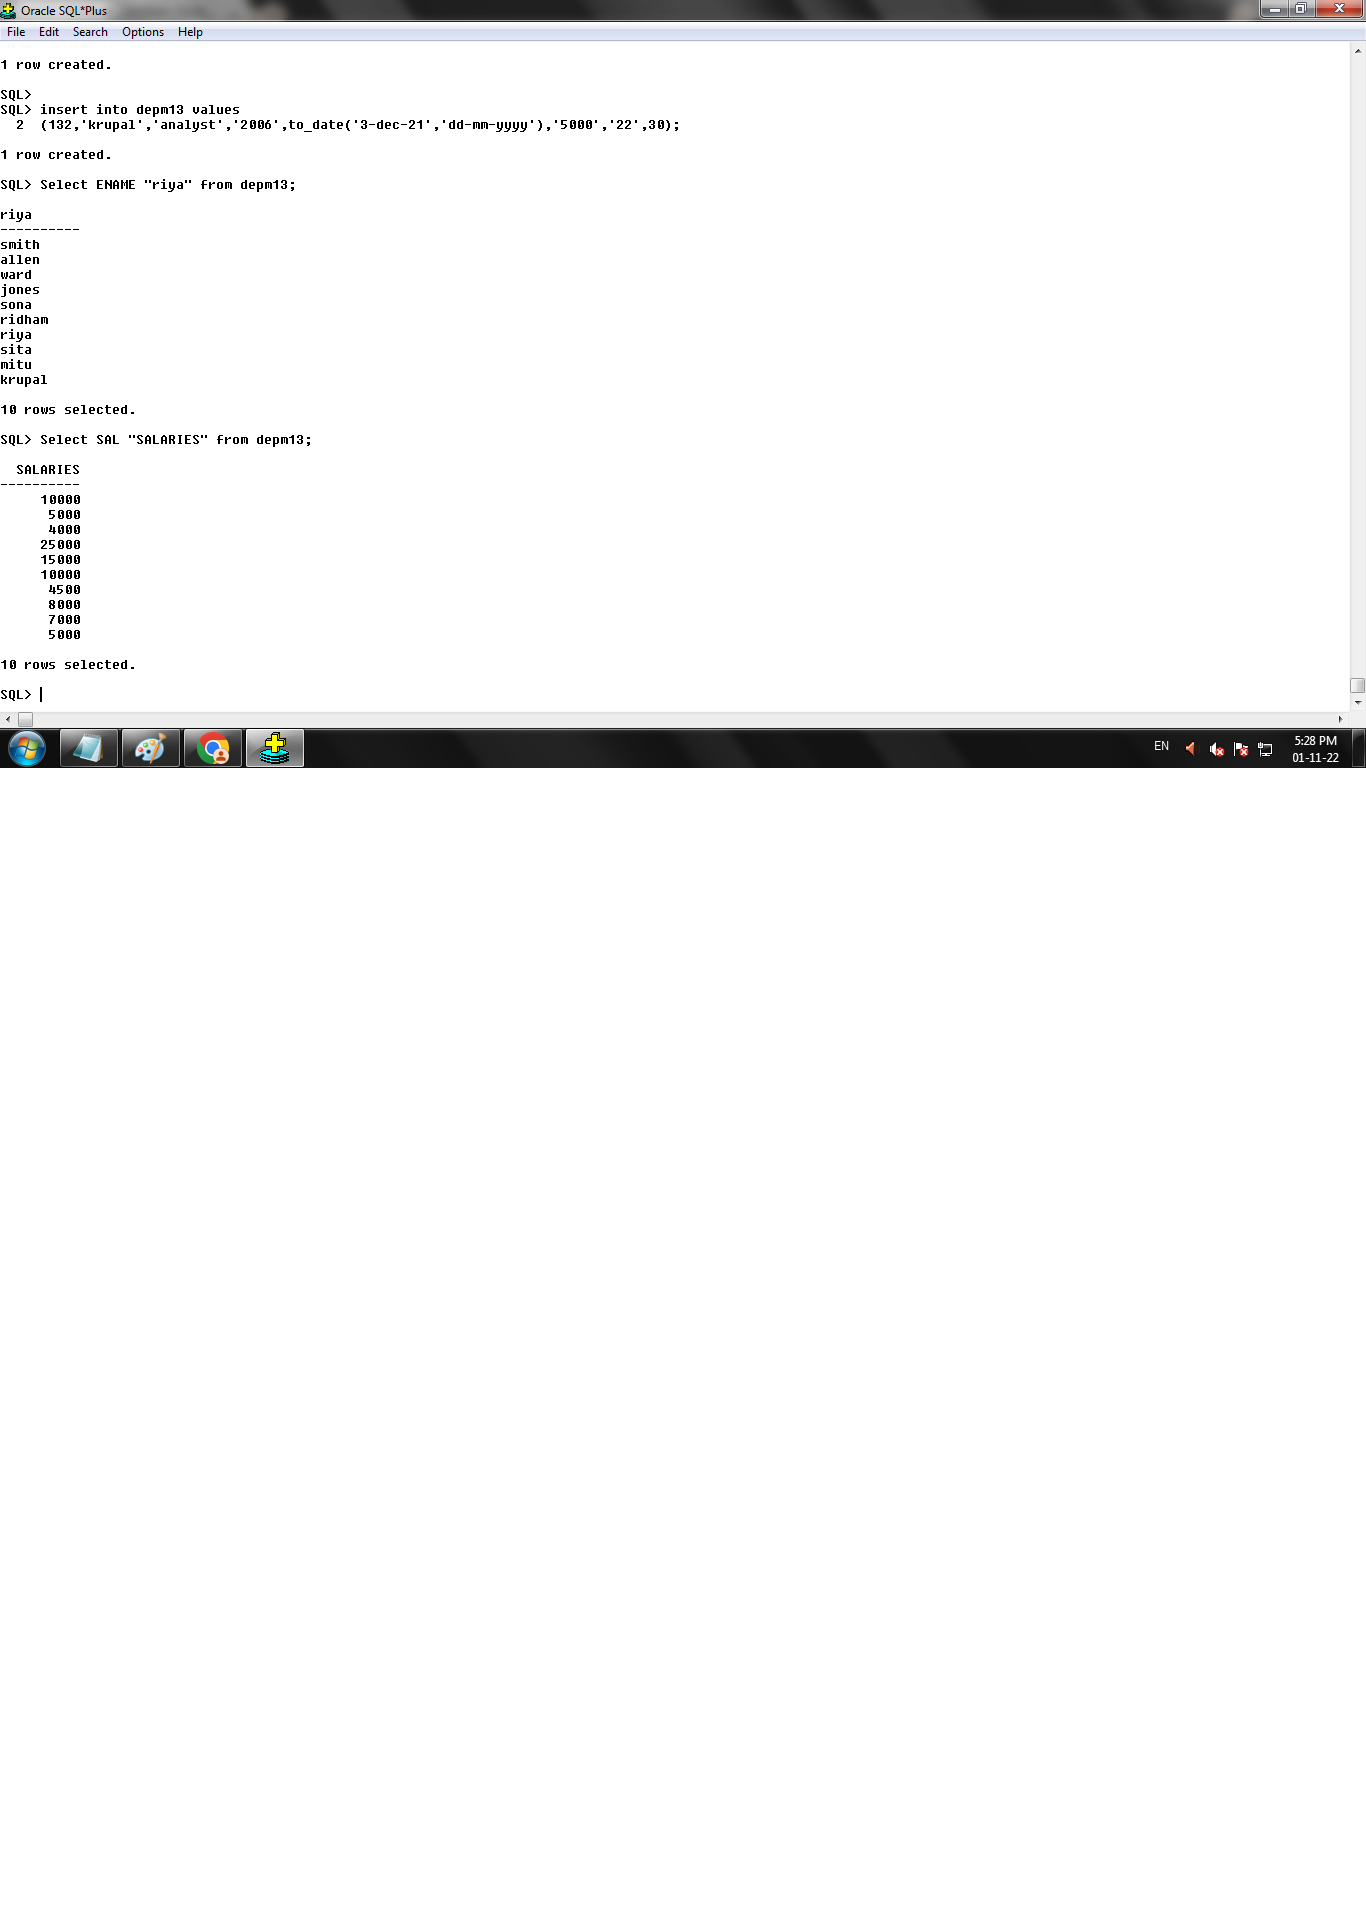 Oracle SQL*Plus
File Edit Search Options Help
1 row created.
SQL>
SQL> insert into depm13 values
2 (132,'krupal','analyst','2006',to_date('3-dec-21','dd-mm-yyyy'),'5000','22',30);
1 row created.
SQL> Select ENAME "riya" from depm13;
riya
----------
smith
allen
ward
jones
sona
ridham
riya
sita
mitu
krupal
10 rows selected.
SQL> Select SAL "SALARIES" from depm13;
SALARIES
----------
10000
5000
4000
25000
15000
10000
4500
8000
7000
5000
10 rows selected.
SQL>
EN
5:28 PM
01-11-22